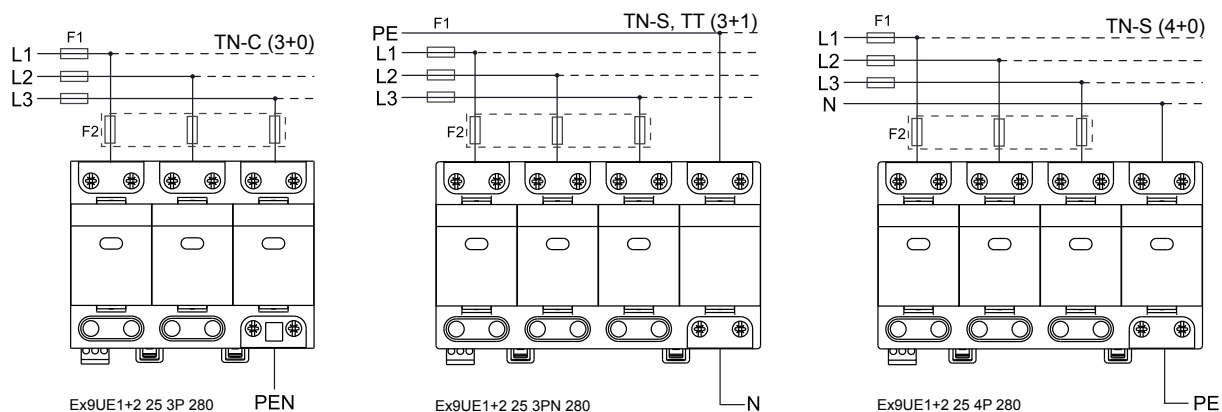 F1
TN-C (3+0)
L1
L2
L3
F2
Ex9UE1+2 25 3P 280
PEN
F1
TN-S, TT (3+1)
PE
L1
L2
L3
F2
Ex9UE1+2 25 3PN 280
N
F1
TN-S (4+0)
L1
L2
L3
N
F2
Ex9UE1+2 25 4P 280
PE